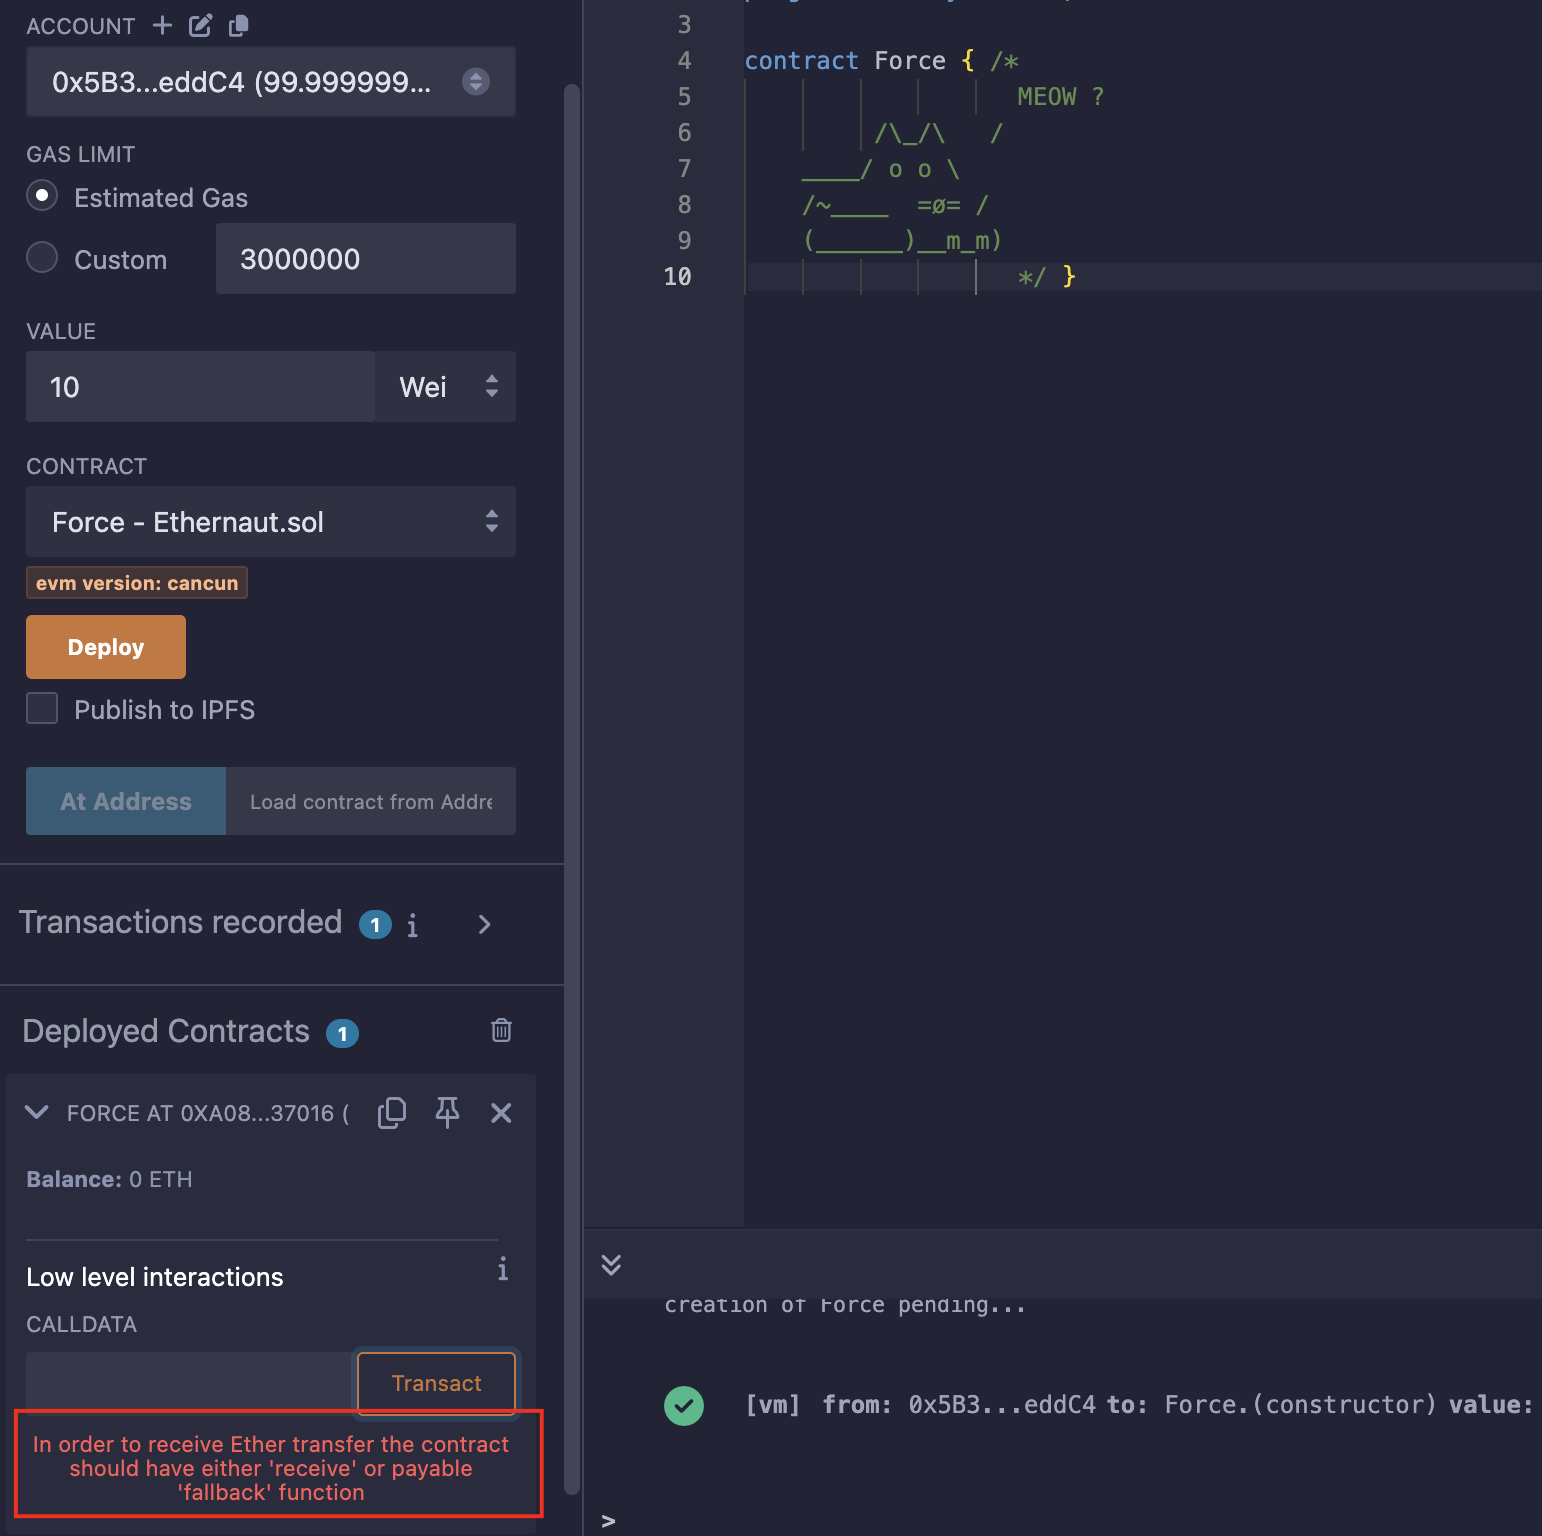 ACCOUNT
0x5B3...eddC4 (99.999999...
GAS LIMIT
Estimated Gas
Custom
3000000
VALUE
10
Wei
CONTRACT
Force - Ethernaut.sol
evm version: cancun
Deploy
Publish to IPFS
At Address
Load contract from Addre
Transactions recorded 1 i
Deployed Contracts 1
FORCE AT 0XA08...37016 (
Balance: 0 ETH
Low level interactions i
CALLDATA
Transact
In order to receive Ether transfer the contract
should have either 'receive' or payable
'fallback' function
3
4 contract Force { /*
5 MEOW ?
6 /\_/\   /
7 ____/ o o \
8 /~____  =ø= /
9 (______)__m_m)
10 */ }
creation of Force pending...
[vm] from: 0x5B3...eddC4 to: Force.(constructor) value:
>